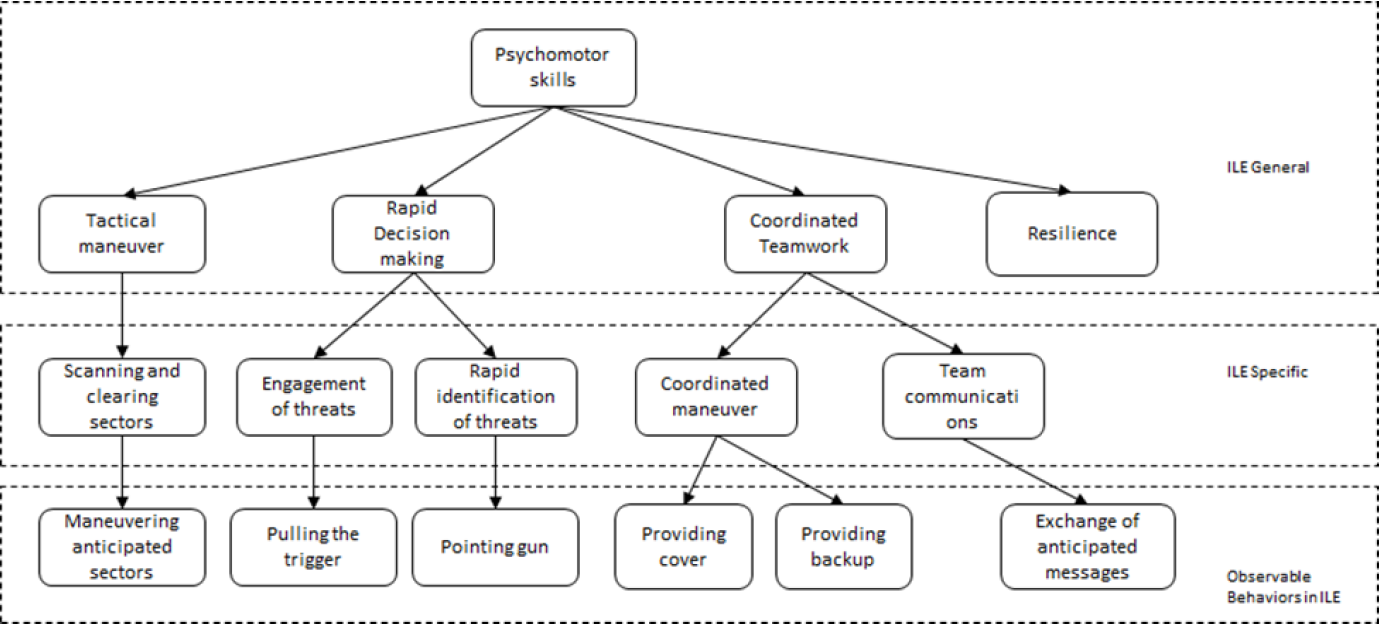 Psychomotor
skills
ILE General
Tactical
maneuver
Rapid
Decision
making
Coordinated
Teamwork
Resilience
Scanning and
clearing
sectors
Engagement
of threats
Rapid
identification
of threats
Coordinated
maneuver
Team
communicati
ons
ILE Specific
Maneuvering
anticipated
sectors
Pulling the
trigger
Pointing gun
Providing
cover
Providing
backup
Exchange of
anticipated
messages
Observable
Behaviors in ILE